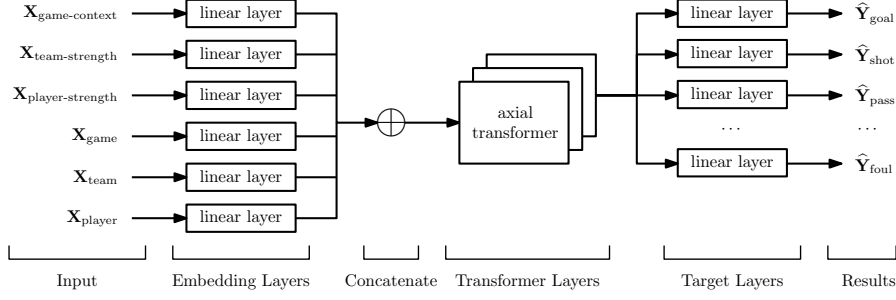 X_game-context linear layer linear layer Ŷ_goal
X_team-strength linear layer linear layer Ŷ_shot
X_player-strength linear layer linear layer Ŷ_pass
axial
transformer
X_game linear layer ... ...
X_team linear layer linear layer Ŷ_foul
X_player linear layer
Input Embedding Layers Concatenate Transformer Layers Target Layers Results